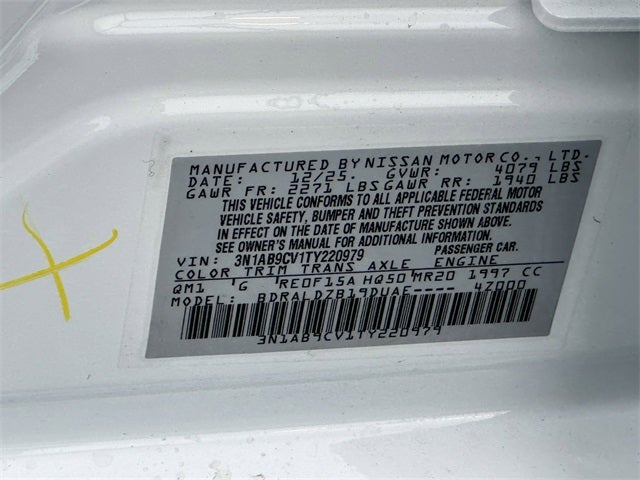 MANUFACTURED BY NISSAN MOTOR CO., LTD.
DATE: 12/25. GVWR: 4079 LBS
GAWR FR: 2271 LBS GAWR RR: 1940 LBS
THIS VEHICLE CONFORMS TO ALL APPLICABLE FEDERAL MOTOR
VEHICLE SAFETY, BUMPER AND THEFT PREVENTION STANDARDS
IN EFFECT ON THE DATE OF MANUFACTURE SHOWN ABOVE.
SEE OWNER'S MANUAL FOR ADDITIONAL INFORMATION.
VIN: 3N1AB9CV1TY220979 PASSENGER CAR.
COLOR TRIM TRANS AXLE ENGINE
QM1 G RE0F15A HQ50 MR20 1997 CC
MODEL: BDRALDZB19DUAF---- 4Z000
3N1AB9CV1TY220979